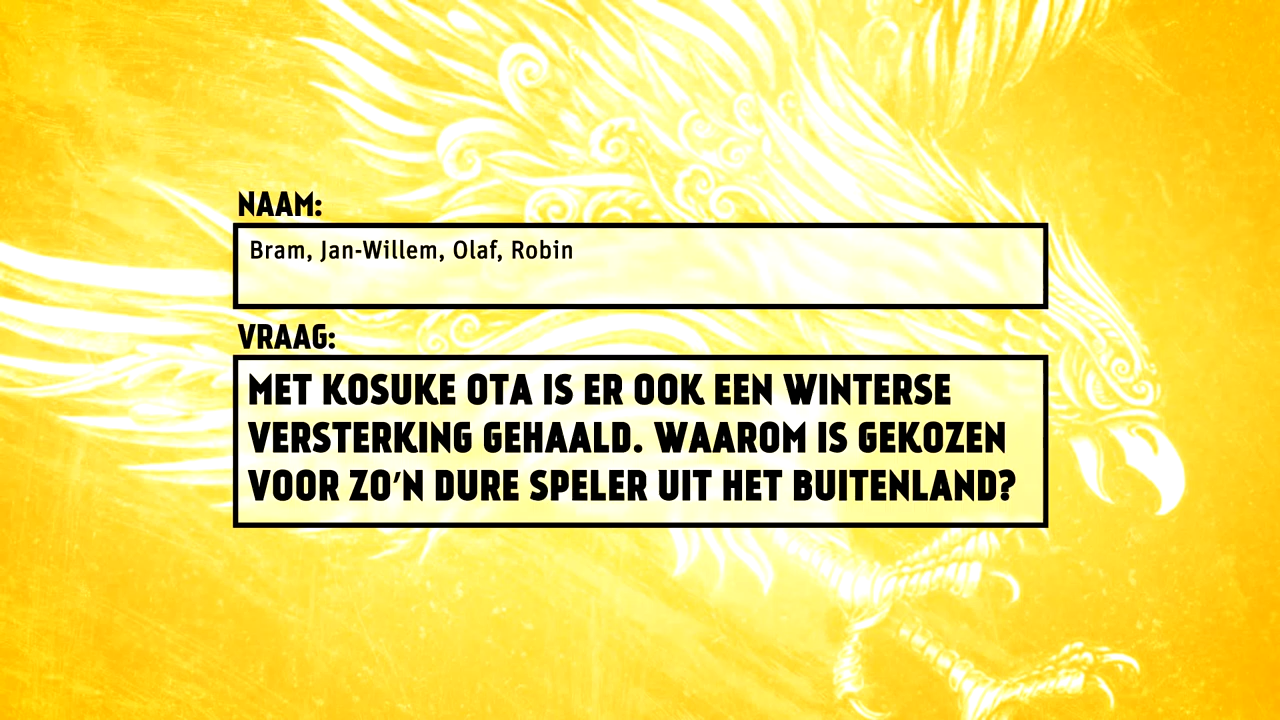 NAAM:
Bram, Jan-Willem, Olaf, Robin
VRAAG:
MET KOSUKE OTA IS ER OOK EEN WINTERSE
VERSTERKING GEHAALD. WAAROM IS GEKOZEN
VOOR ZO'N DURE SPELER UIT HET BUITENLAND?